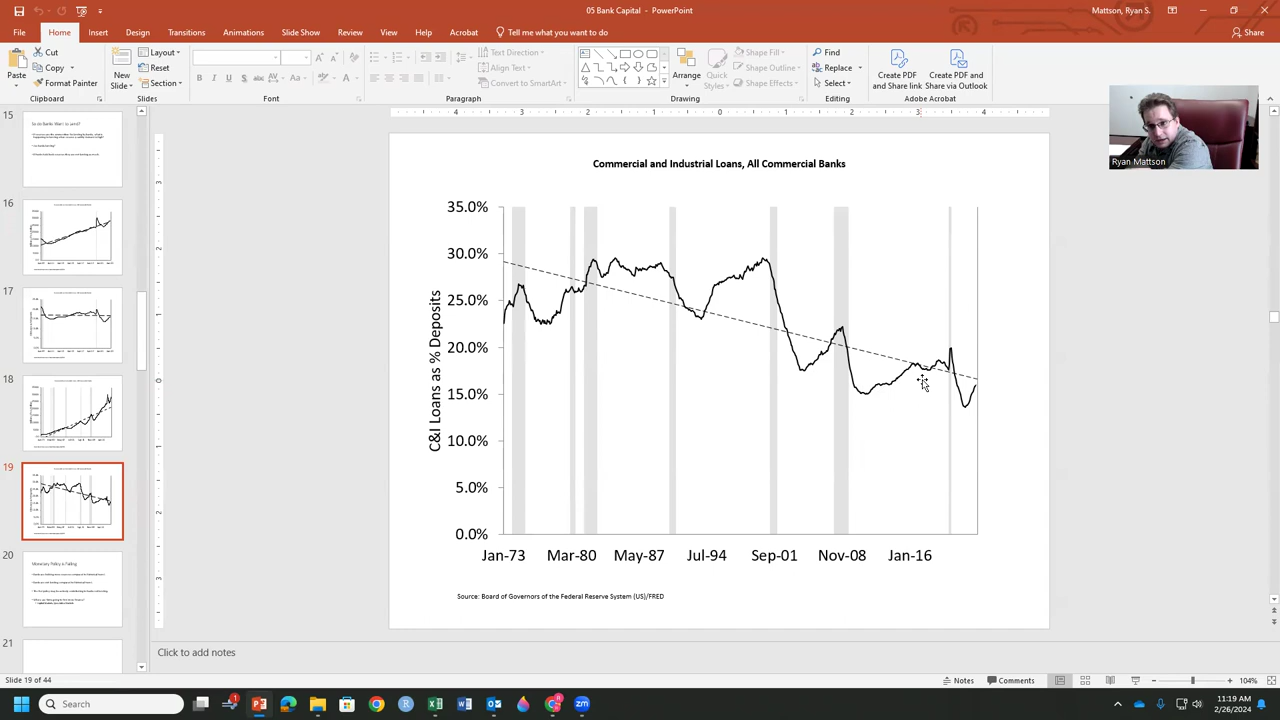 05 Bank Capital - PowerPoint
Mattson, Ryan S.
File Home Insert Design Transitions Animations Slide Show Review View Help Acrobat Tell me what you want to do Share
Paste
Cut
Copy
Format Painter
Clipboard
New Slide
Layout
Reset
Section
Slides
Font
Text Direction
Align Text
Convert to SmartArt
Paragraph
Arrange
Quick Styles
Shape Fill
Shape Outline
Shape Effects
Drawing
Find
Replace
Select
Editing
Create PDF and Share link
Create PDF and Share via Outlook
Adobe Acrobat
Ryan Mattson
15
16
17
18
19
20
Monetary Policy is Failing
21
Commercial and Industrial Loans, All Commercial Banks
C&I Loans as % Deposits
35.0%
30.0%
25.0%
20.0%
15.0%
10.0%
5.0%
0.0%
Jan-73 Mar-80 May-87 Jul-94 Sep-01 Nov-08 Jan-16
Source: Board of Governors of the Federal Reserve System (US)/FRED
Click to add notes
Slide 19 of 44
Notes
Comments
104%
Search
11:19 AM
2/26/2024